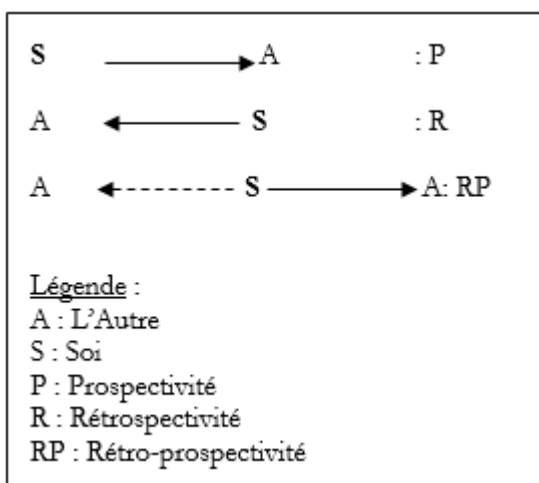 S A : P
A S : R
A S A: RP
Légende :
A : L’Autre
S : Soi
P : Prospectivité
R : Rétrospectivité
RP : Rétro-prospectivité